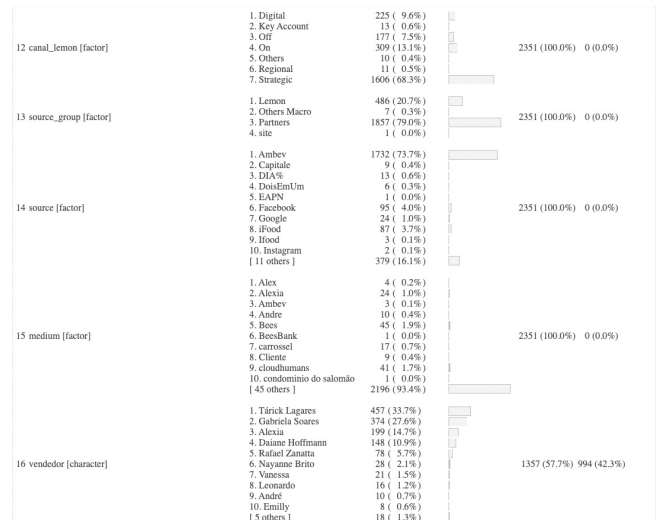 1. Digital 225 ( 9.6%)
2. Key Account 13 ( 0.6%)
3. Off 177 ( 7.5%)
12 canal_lemon [factor] 4. On 309 (13.1%) 2351 (100.0%) 0 (0.0%)
5. Others 10 ( 0.4%)
6. Regional 11 ( 0.5%)
7. Strategic 1606 (68.3%)
1. Lemon 486 (20.7%)
2. Others Macro 7 ( 0.3%)
13 source_group [factor] 3. Partners 1857 (79.0%) 2351 (100.0%) 0 (0.0%)
4. site 1 ( 0.0%)
1. Ambev 1732 (73.7%)
2. Capitale 9 ( 0.4%)
3. DIA% 13 ( 0.6%)
4. DoisEmUm 6 ( 0.3%)
5. EAPN 1 ( 0.0%)
14 source [factor] 6. Facebook 95 ( 4.0%) 2351 (100.0%) 0 (0.0%)
7. Google 24 ( 1.0%)
8. iFood 87 ( 3.7%)
9. Ifood 3 ( 0.1%)
10. Instagram 2 ( 0.1%)
[ 11 others ] 379 (16.1%)
1. Alex 4 ( 0.2%)
2. Alexia 24 ( 1.0%)
3. Ambev 3 ( 0.1%)
4. Andre 10 ( 0.4%)
5. Bees 45 ( 1.9%)
15 medium [factor] 6. BeesBank 1 ( 0.0%) 2351 (100.0%) 0 (0.0%)
7. carrossel 17 ( 0.7%)
8. Cliente 9 ( 0.4%)
9. cloudhumans 41 ( 1.7%)
10. condominio do salomão 1 ( 0.0%)
[ 45 others ] 2196 (93.4%)
1. Tárick Lagares 457 (33.7%)
2. Gabriela Soares 374 (27.6%)
3. Alexia 199 (14.7%)
4. Daiane Hoffmann 148 (10.9%)
5. Rafael Zanatta 78 ( 5.7%)
16 vendedor [character] 6. Nayanne Brito 28 ( 2.1%) 1357 (57.7%) 994 (42.3%)
7. Vanessa 21 ( 1.5%)
8. Leonardo 16 ( 1.2%)
9. André 10 ( 0.7%)
10. Emilly 8 ( 0.6%)
[ 5 others ] 18 ( 1.3%)